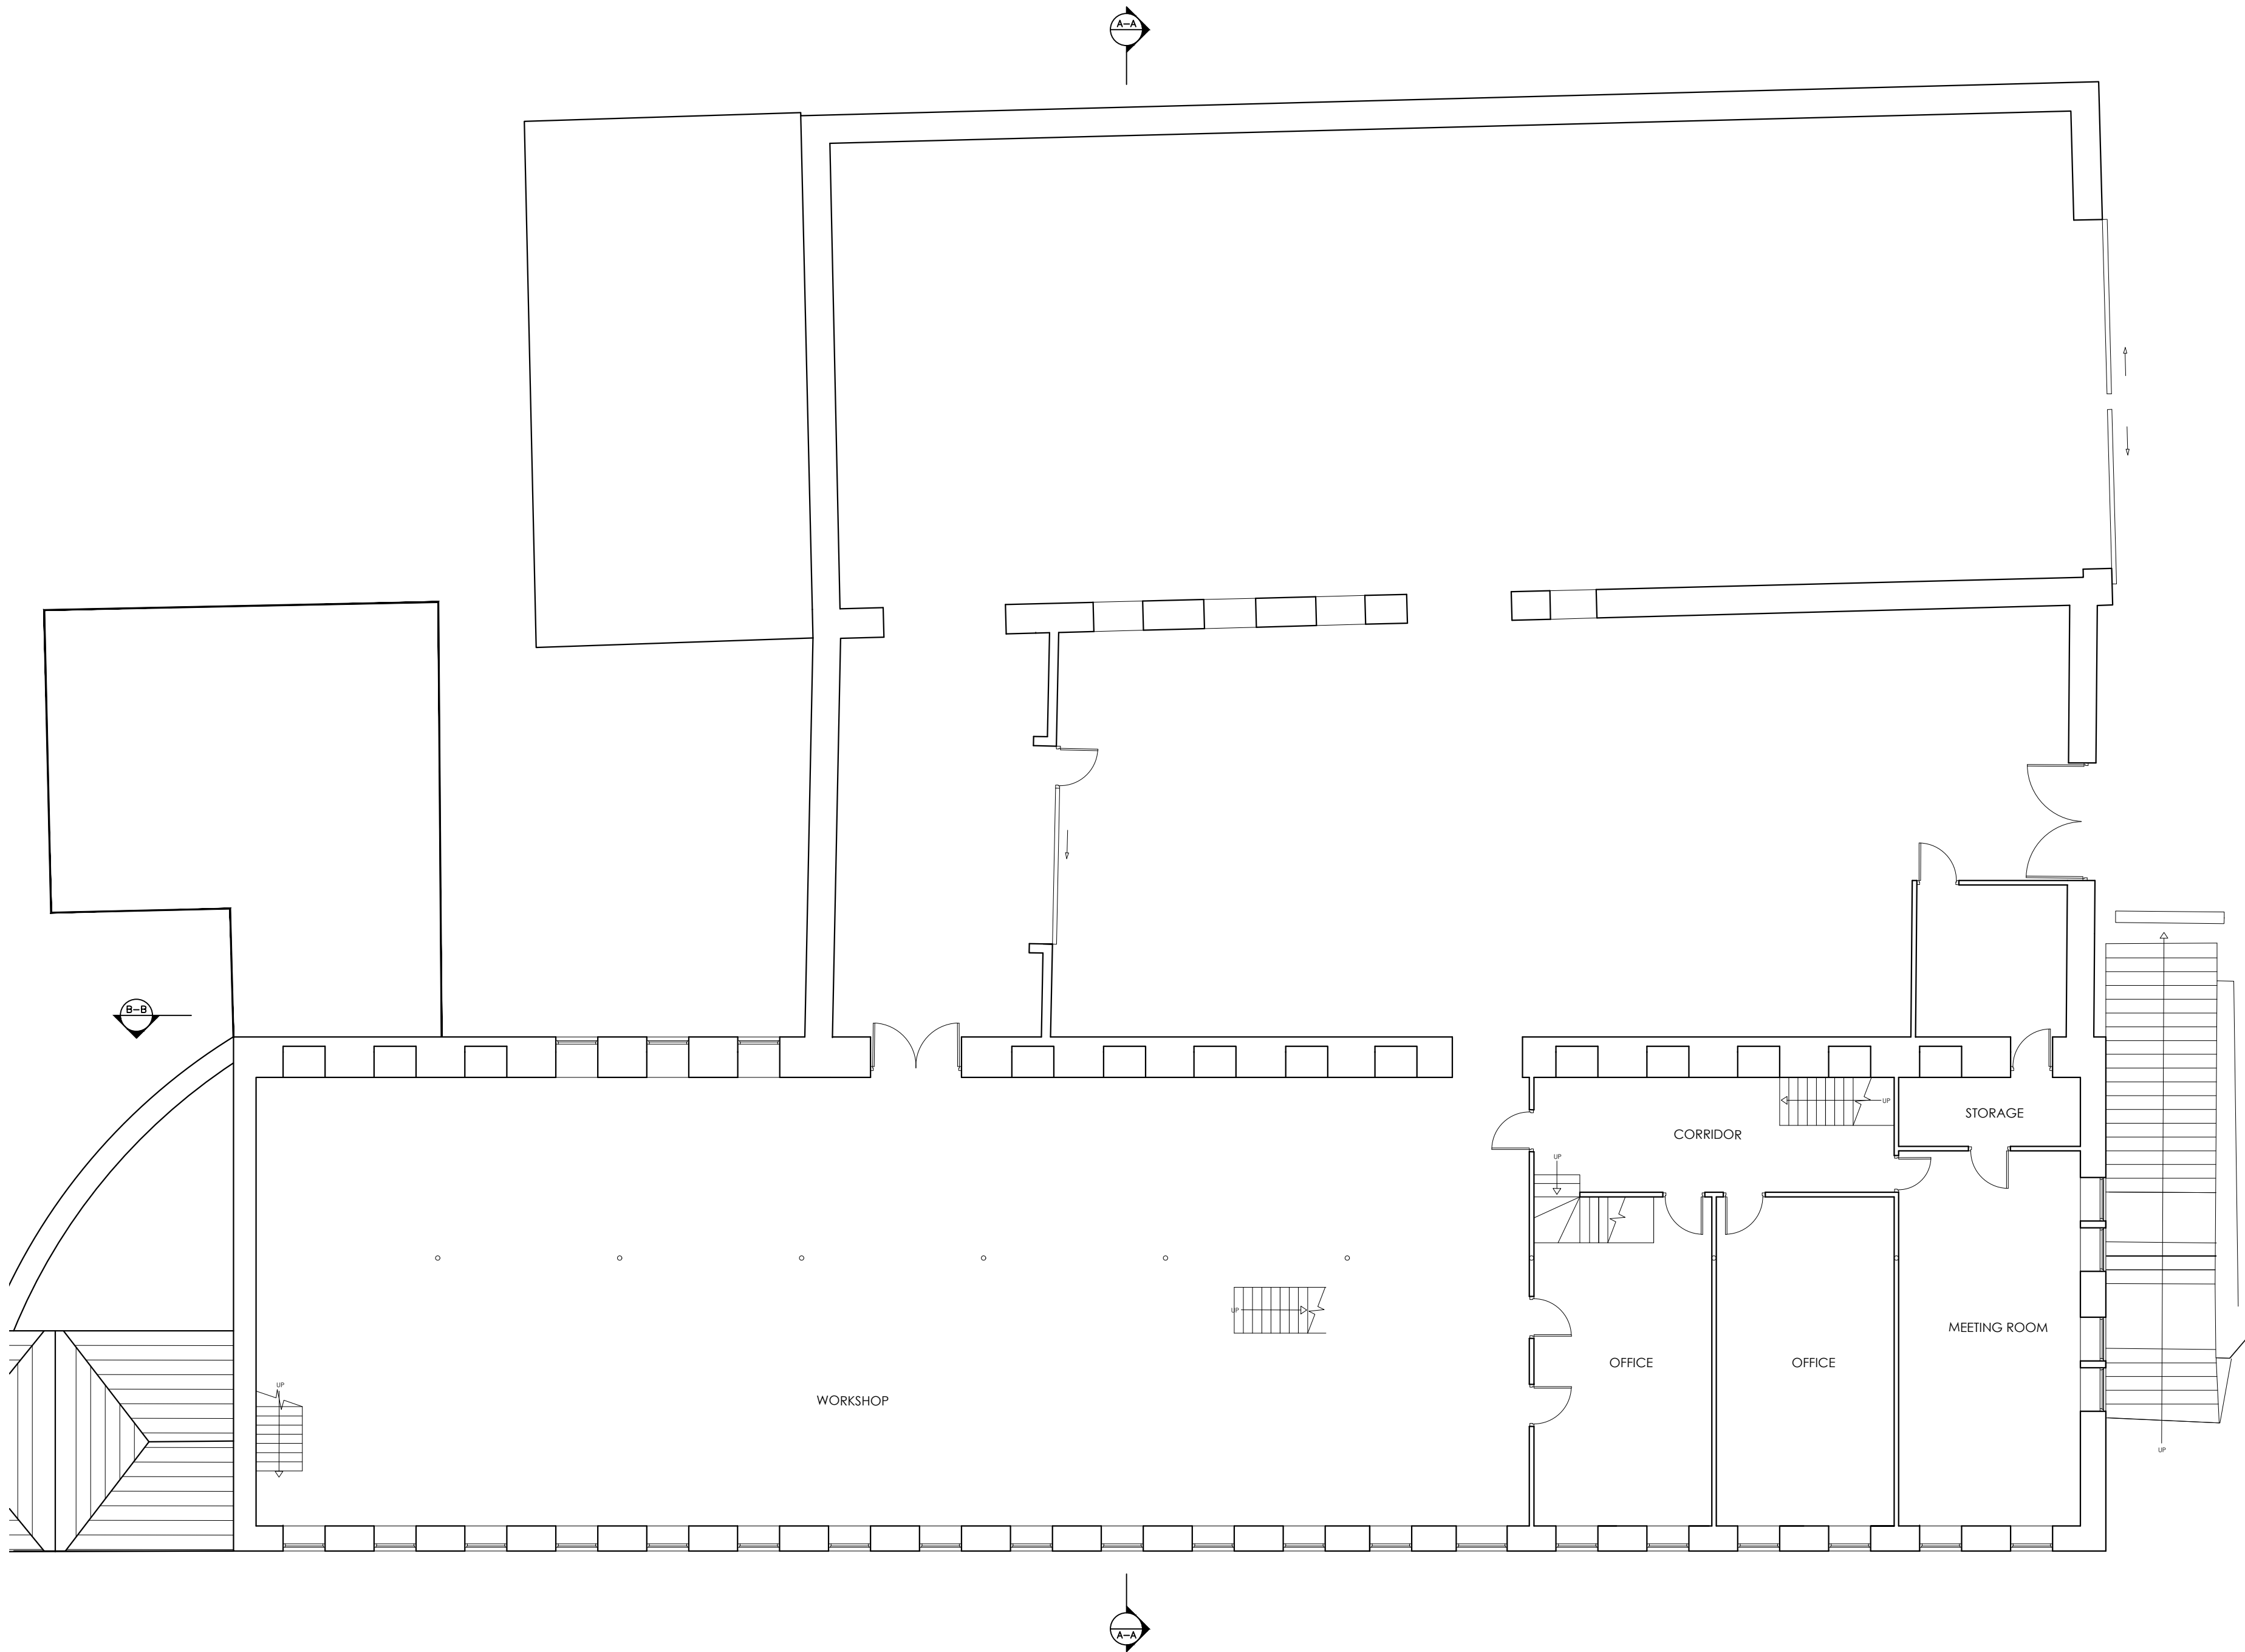 A-A
B-B
UP
STORAGE
CORRIDOR
UP
UP
MEETING ROOM
OFFICE
OFFICE
UP
WORKSHOP
UP
A-A